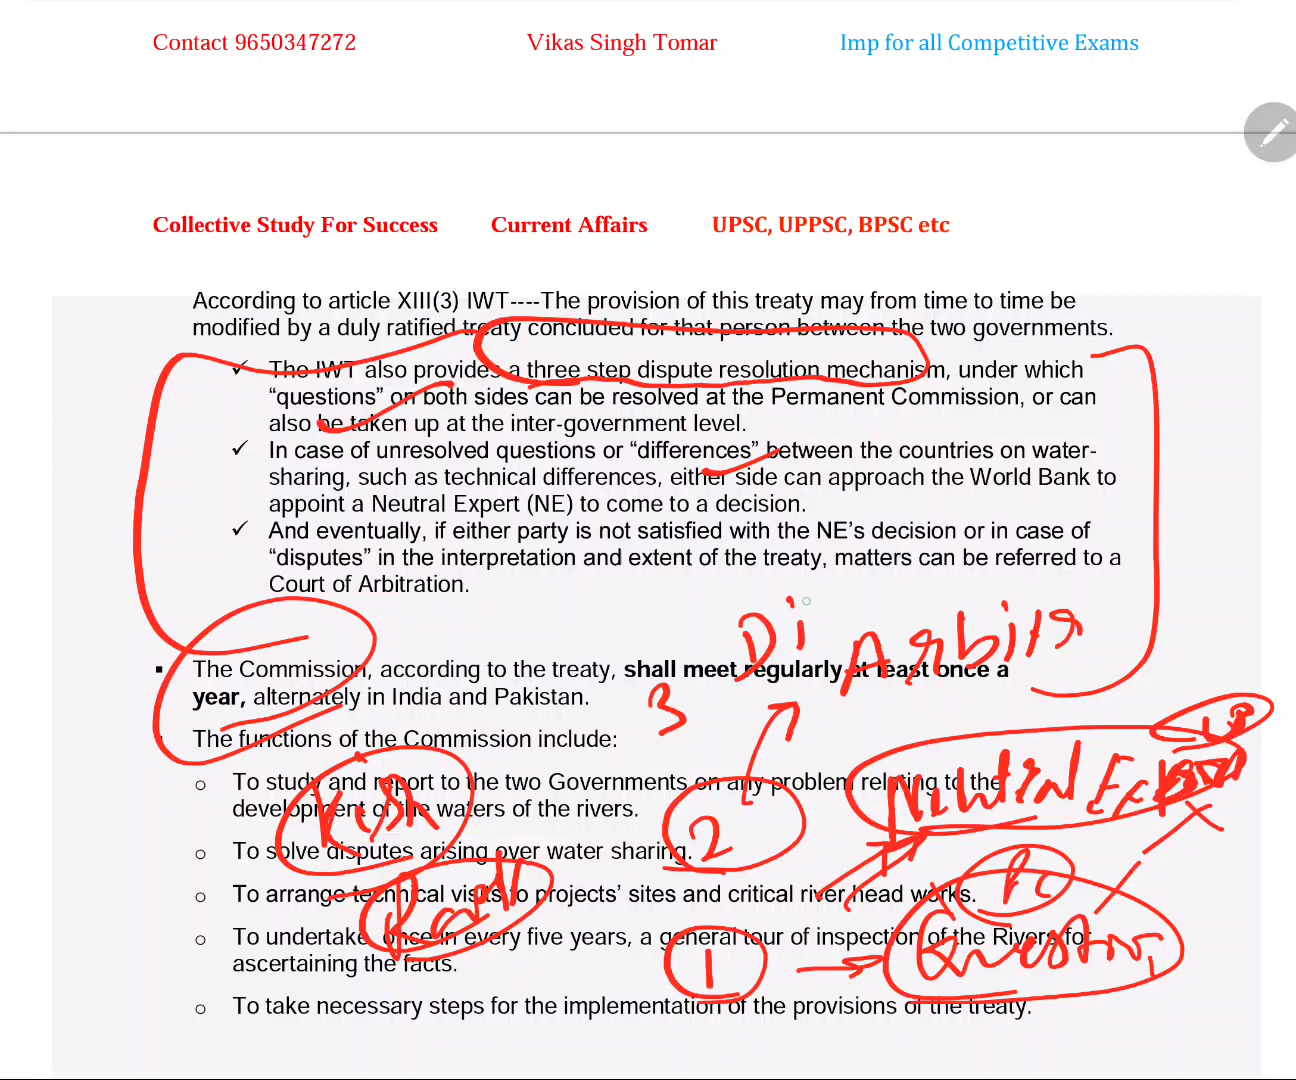 Contact 9650347272 Vikas Singh Tomar Imp for all Competitive Exams
Collective Study For Success Current Affairs UPSC, UPPSC, BPSC etc
According to article XIII(3) IWT----The provision of this treaty may from time to time be
modified by a duly ratified treaty concluded for that person between the two governments.
✓ The IWT also provides a three step dispute resolution mechanism, under which
“questions” on both sides can be resolved at the Permanent Commission, or can
also be taken up at the inter-government level.
✓ In case of unresolved questions or “differences” between the countries on water-
sharing, such as technical differences, either side can approach the World Bank to
appoint a Neutral Expert (NE) to come to a decision.
✓ And eventually, if either party is not satisfied with the NE’s decision or in case of
“disputes” in the interpretation and extent of the treaty, matters can be referred to a
Court of Arbitration.
Di Arbitra
▪ The Commission, according to the treaty, shall meet regularly at least once a
year, alternately in India and Pakistan.
3
The functions of the Commission include:
o To study and report to the two Governments on any problem relating to the
development of the waters of the rivers.
Kish 2 Neutral
o To solve disputes arising over water sharing.
o To arrange technical visits to projects’ sites and critical river head works.
PC
o To undertake, once in every five years, a general tour of inspection of the Rivers for
ascertaining the facts.
1 Question
o To take necessary steps for the implementation of the provisions of the treaty.